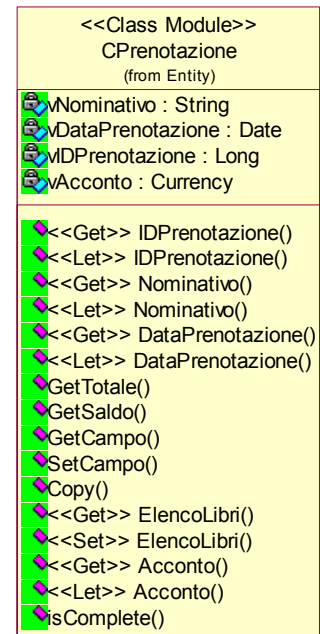 <<Class Module>>
CPrenotazione
(from Entity)
vNominativo : String
vDataPrenotazione : Date
vIDPrenotazione : Long
vAcconto : Currency
<<Get>> IDPrenotazione()
<<Let>> IDPrenotazione()
<<Get>> Nominativo()
<<Let>> Nominativo()
<<Get>> DataPrenotazione()
<<Let>> DataPrenotazione()
GetTotale()
GetSaldo()
GetCampo()
SetCampo()
Copy()
<<Get>> ElencoLibri()
<<Set>> ElencoLibri()
<<Get>> Acconto()
<<Let>> Acconto()
isComplete()